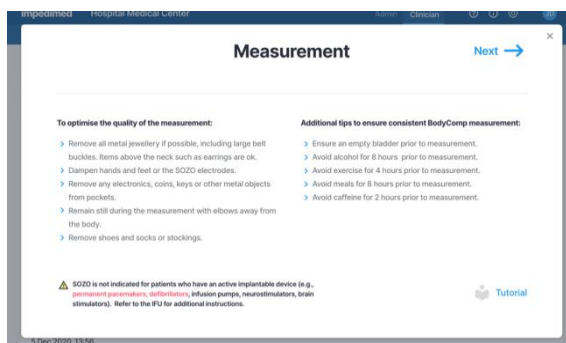 impedimed Hospital Medical Center Admin Clinician
Measurement
Next
To optimise the quality of the measurement:
Remove all metal jewellery if possible, including large belt
buckles. Items above the neck such as earrings are ok.
Dampen hands and feet or the SOZO electrodes.
Remove any electronics, coins, keys or other metal objects
from pockets.
Remain still during the measurement with elbows away from
the body.
Remove shoes and socks or stockings.
Additional tips to ensure consistent BodyComp measurement:
Ensure an empty bladder prior to measurement.
Avoid alcohol for 8 hours prior to measurement.
Avoid exercise for 4 hours prior to measurement.
Avoid meals for 8 hours prior to measurement.
Avoid caffeine for 2 hours prior to measurement.
SOZO is not indicated for patients who have an active implantable device (e.g.,
permanent pacemakers, defibrillators, infusion pumps, neurostimulators, brain
stimulators). Refer to the IFU for additional instructions.
Tutorial
5 Dec 2020, 13:56